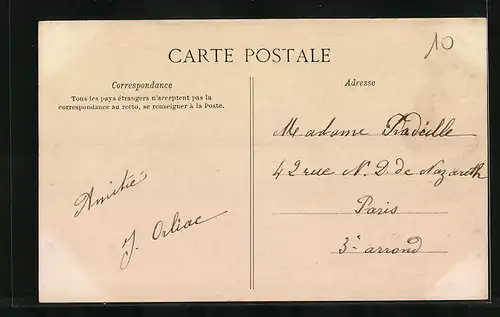 10
CARTE POSTALE
Correspondance
Tous les pays étrangers n'acceptent pas la
correspondance au recto, se renseigner à la Poste.
Amitié
J. Orliac
Adresse
Madame Pradeille
42 rue N. D. de Nazareth
Paris
3e arrond